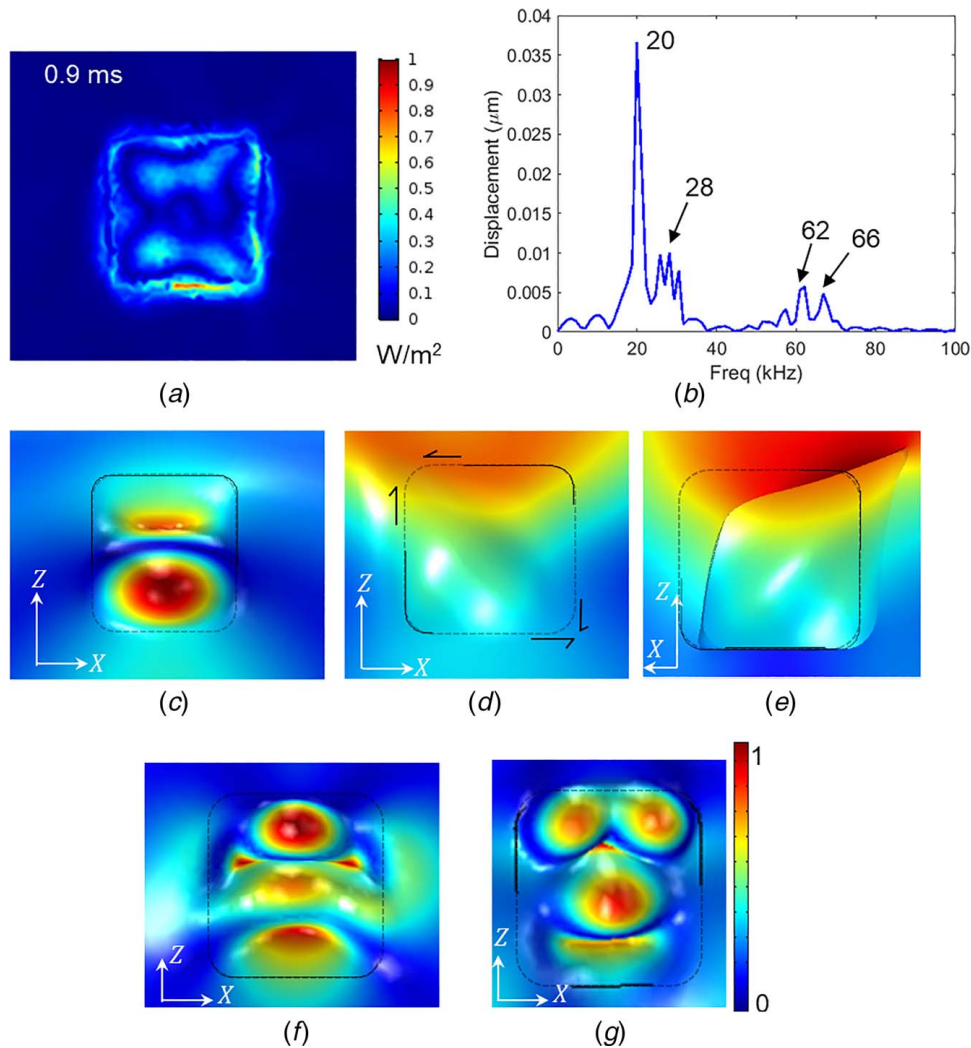 0.9 ms
1
0.9
0.8
0.7
0.6
0.5
0.4
0.3
0.2
0.1
0
W/m²
(a)
0.04
0.035
0.03
0.025
0.02
0.015
0.01
0.005
0
Displacement (μm)
20
28
62
66
0 20 40 60 80 100
Freq (kHz)
(b)
Z
X
(c)
Z
X
(d)
Z
X
(e)
Z
X
(f)
Z
X
(g)
1
0